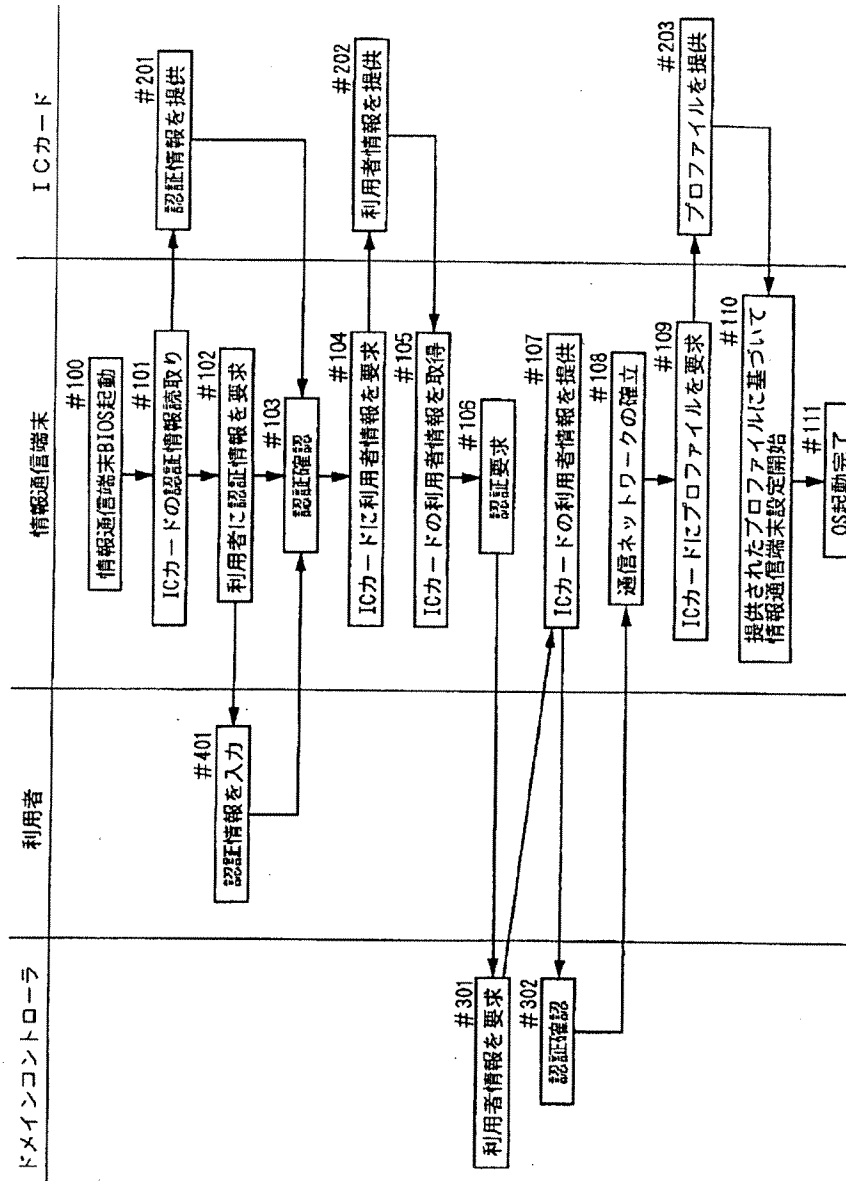 ドメインコントローラ
利用者
情報通信端末
ICカード
#100
情報通信端末BIOS起動
#101
ICカードの認証情報読取り
#201
認証情報を提供
#102
利用者に認証情報を要求
#401
認証情報を入力
#103
認証確認
#104
ICカードに利用者情報を要求
#202
利用者情報を提供
#105
ICカードの利用者情報を取得
#106
認証要求
#301
利用者情報を要求
#107
ICカードの利用者情報を提供
#302
認証確認
#108
通信ネットワークの確立
#109
ICカードにプロファイルを要求
#203
プロファイルを提供
#110
提供されたプロファイルに基づいて
情報通信端末設定開始
#111
OS起動完了